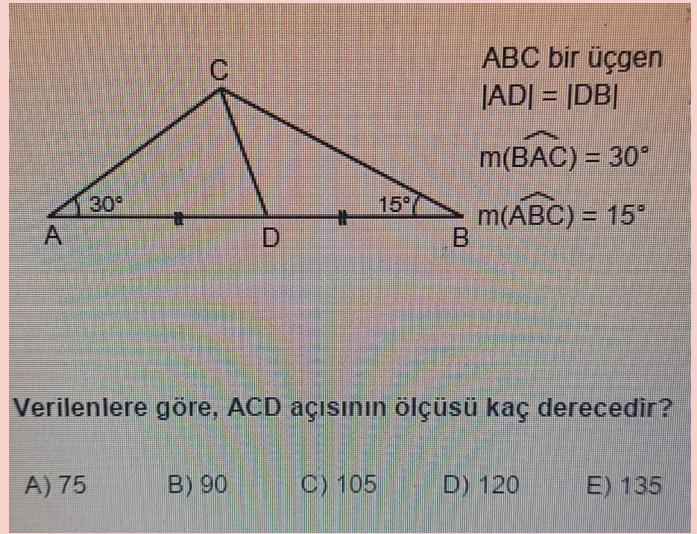 ABC bir üçgen
|AD| = |DB|
m(BAC) = 30°
m(ABC) = 15°
C
30°
15°
A
D
B
Verilenlere göre, ACD açısının ölçüsü kaç derecedir?
A) 75 B) 90 C) 105 D) 120 E) 135